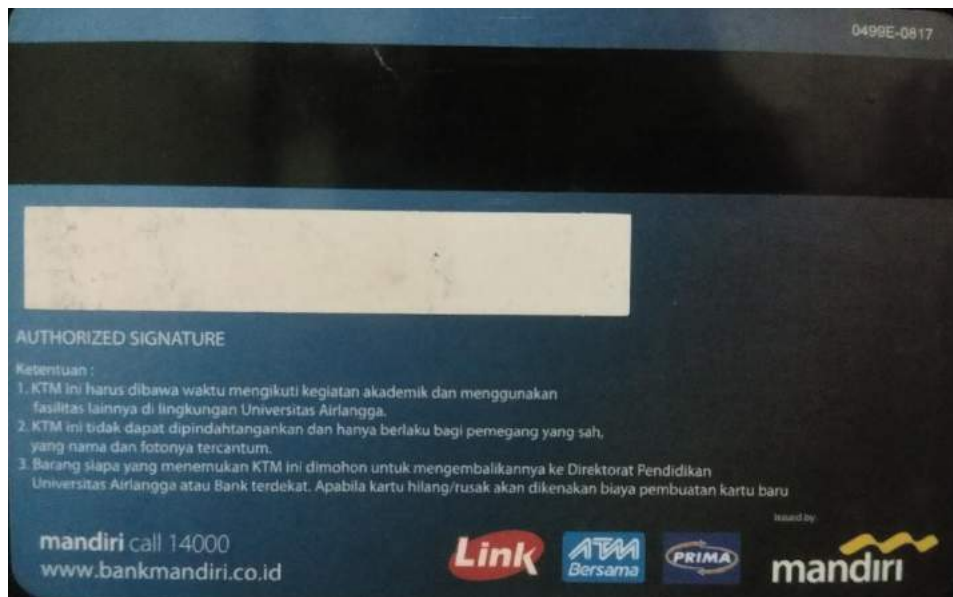 0499E-0817
AUTHORIZED SIGNATURE
Ketentuan :
1. KTM ini harus dibawa waktu mengikuti kegiatan akademik dan menggunakan
fasilitas lainnya di lingkungan Universitas Airlangga.
2. KTM ini tidak dapat dipindahtangankan dan hanya berlaku bagi pemegang yang sah,
yang nama dan fotonya tercantum.
3. Barang siapa yang menemukan KTM ini dimohon untuk mengembalikannya ke Direktorat Pendidikan
Universitas Airlangga atau Bank terdekat. Apabila kartu hilang/rusak akan dikenakan biaya pembuatan kartu baru
mandiri call 14000
www.bankmandiri.co.id
Link
ATM
Bersama
PRIMA
Issued by:
mandiri